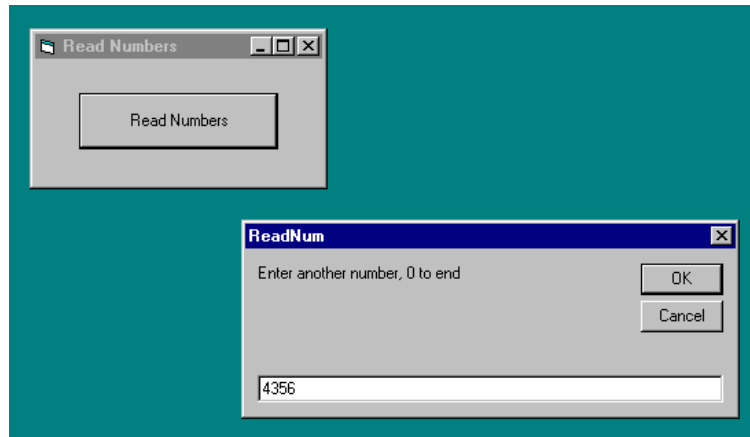 Read Numbers
Read Numbers
ReadNum
Enter another number, 0 to end
OK
Cancel
4356